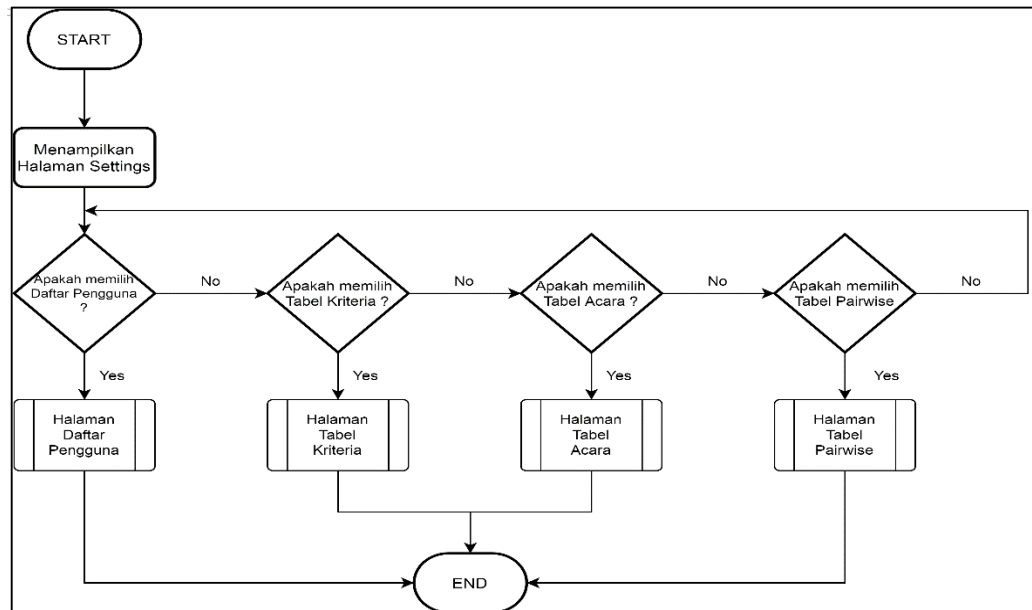 START
Menampilkan
Halaman Settings
Apakah memilih
Daftar Pengguna
?
No
Apakah memilih
Tabel Kriteria ?
No
Apakah memilih
Tabel Acara ?
No
Apakah memilih
Tabel Pairwise
No
Yes
Yes
Yes
Yes
Halaman
Daftar
Pengguna
Halaman
Tabel
Kriteria
Halaman
Tabel
Acara
Halaman
Tabel
Pairwise
END